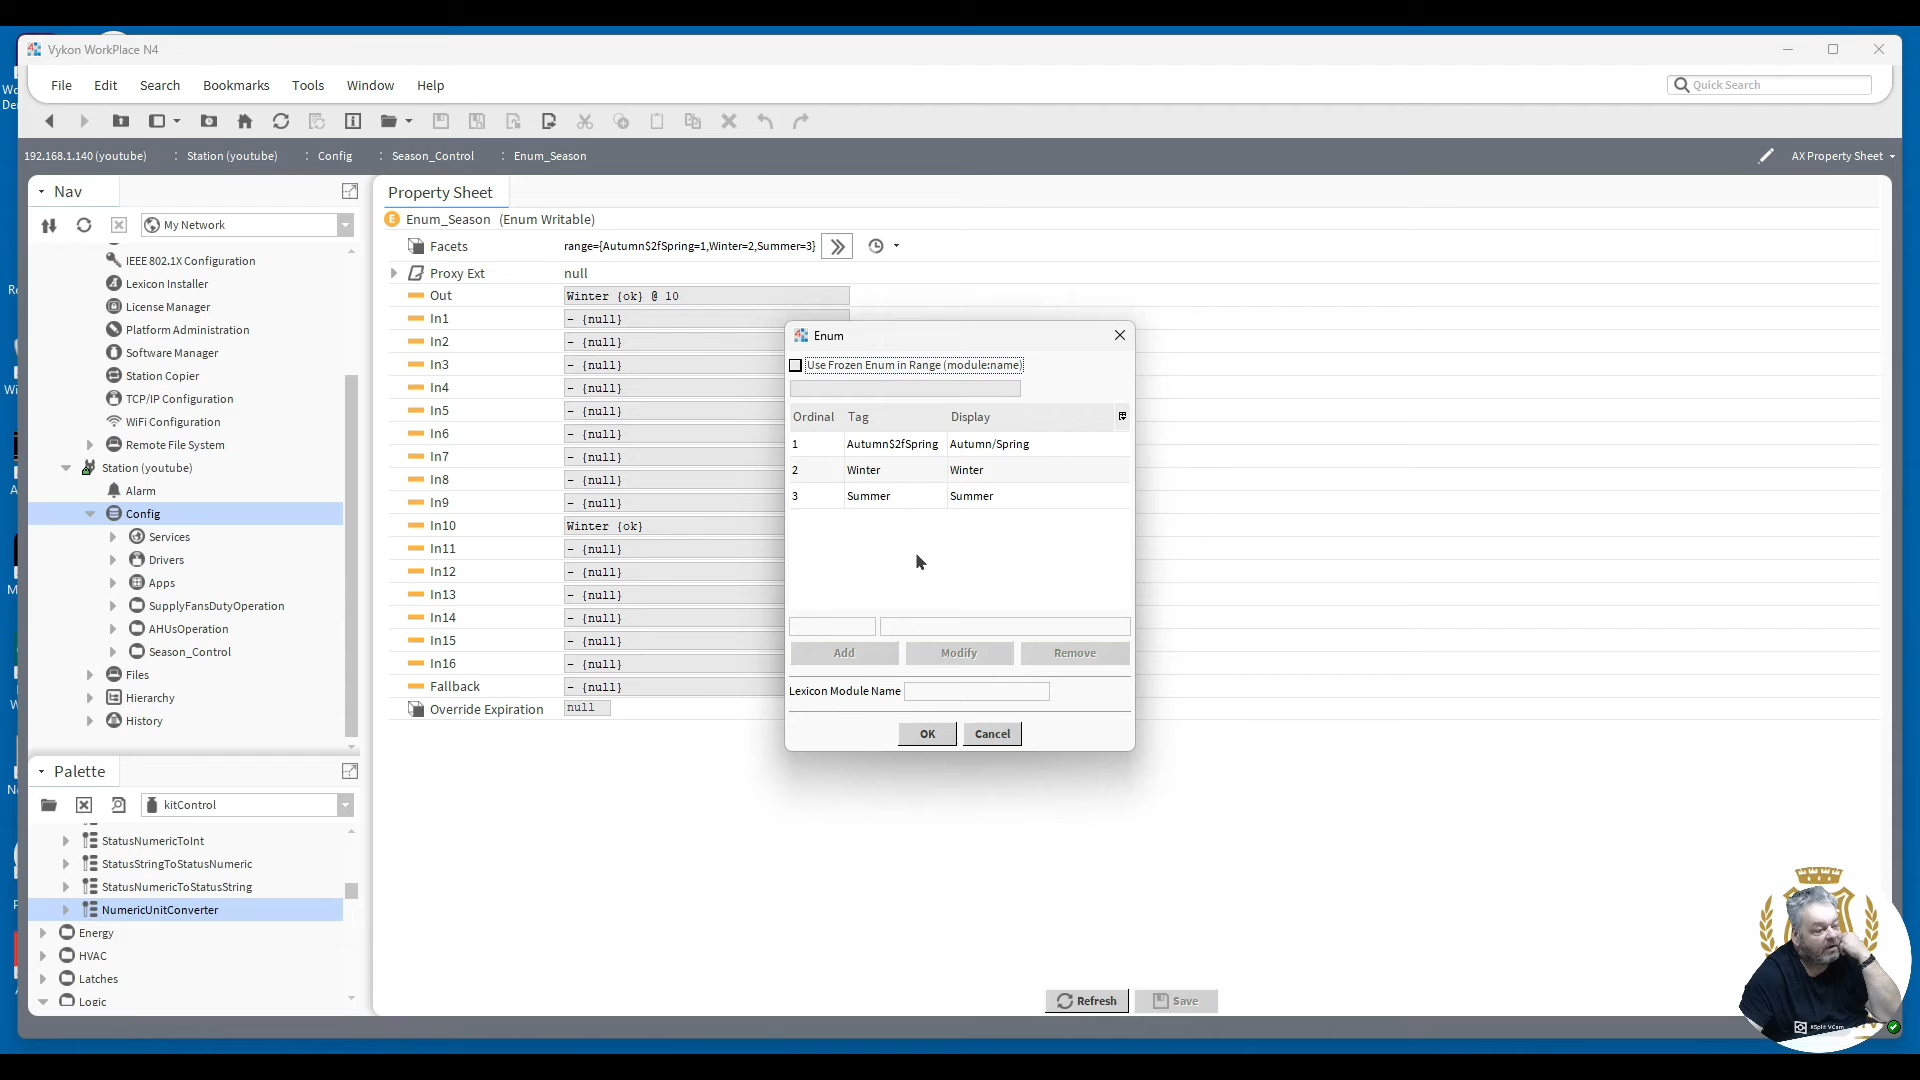 Vykon WorkPlace N4
File Edit Search Bookmarks Tools Window Help
Quick Search
192.168.1.140 (youtube) : Station (youtube) : Config : Season_Control : Enum_Season
AX Property Sheet
Nav
My Network
IEEE 802.1X Configuration
Lexicon Installer
License Manager
Platform Administration
Software Manager
Station Copier
TCP/IP Configuration
WiFi Configuration
Remote File System
Station (youtube)
Alarm
Config
Services
Drivers
Apps
SupplyFansDutyOperation
AHUsOperation
Season_Control
Files
Hierarchy
History
Palette
kitControl
StatusNumericToInt
StatusStringToStatusNumeric
StatusNumericToStatusString
NumericUnitConverter
Energy
HVAC
Latches
Logic
Property Sheet
Enum_Season (Enum Writable)
Facets range={Autumn$2fSpring=1,Winter=2,Summer=3}
Proxy Ext null
Out Winter {ok} @ 10
In1 - {null}
In2 - {null}
In3 - {null}
In4 - {null}
In5 - {null}
In6 - {null}
In7 - {null}
In8 - {null}
In9 - {null}
In10 Winter {ok}
In11 - {null}
In12 - {null}
In13 - {null}
In14 - {null}
In15 - {null}
In16 - {null}
Fallback - {null}
Override Expiration null
Refresh Save
Enum
Use Frozen Enum in Range (module:name)
Ordinal Tag Display
1 Autumn$2fSpring Autumn/Spring
2 Winter Winter
3 Summer Summer
Add Modify Remove
Lexicon Module Name
OK Cancel
XSplit VCam